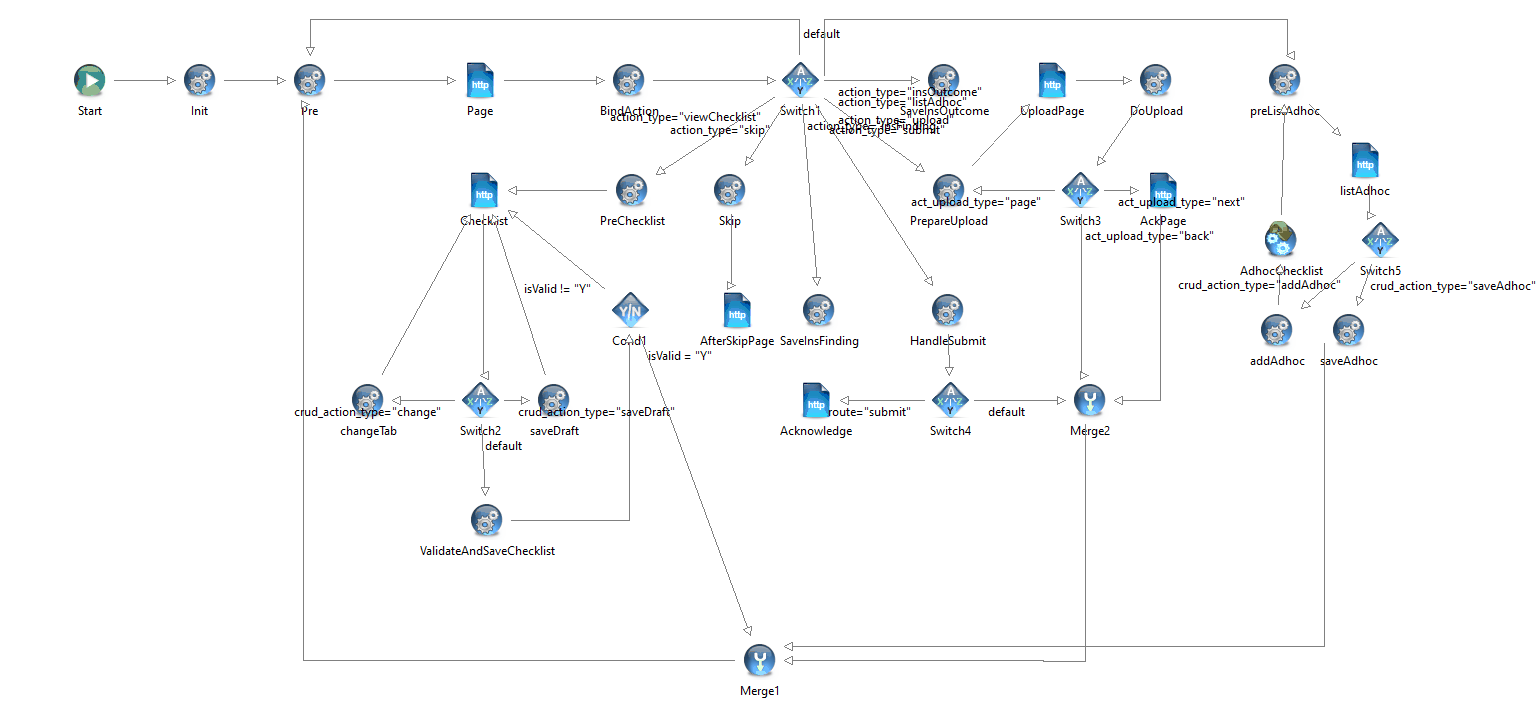 default
Start
Init
Pre
http
Page
BindAction
A
X Z
Y
Switch1
action_type="insOutcome"
action_type="listAdhoc"
SaveInsOutcome
action_type="upload"
action_type="submit"
action_type="viewChecklist"
action_type="skip"
http
UploadPage
DoUpload
preListAdhoc
http
listAdhoc
http
Checklist
PreChecklist
Skip
PrepareUpload
act_upload_type="page"
A
X Z
Y
Switch3
act_upload_type="next"
http
AckPage
act_upload_type="back"
AdhocChecklist
crud_action_type="addAdhoc"
A
X Z
Y
Switch5
crud_action_type="saveAdhoc"
isValid != "Y"
Y/N
Cond1
isValid = "Y"
http
AfterSkipPage
SaveInsFinding
HandleSubmit
addAdhoc
saveAdhoc
crud_action_type="change"
changeTab
A
X Z
Y
Switch2
default
crud_action_type="saveDraft"
saveDraft
http
Acknowledge
route="submit"
A
X Z
Y
Switch4
default
Merge2
ValidateAndSaveChecklist
Merge1